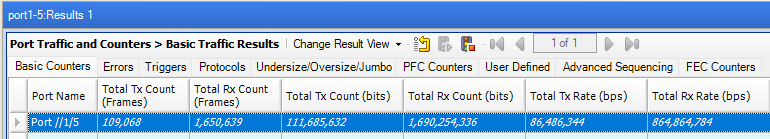 port1-5:Results 1
Port Traffic and Counters > Basic Traffic Results | Change Result View 1 of 1
Basic Counters Errors Triggers Protocols Undersize/Oversize/Jumbo PFC Counters User Defined Advanced Sequencing FEC Counters
Port Name Total Tx Count (Frames) Total Rx Count (Frames) Total Tx Count (bits) Total Rx Count (bits) Total Tx Rate (bps) Total Rx Rate (bps)
Port //1/5 109,068 1,650,639 111,685,632 1,690,254,336 86,486,344 864,864,784